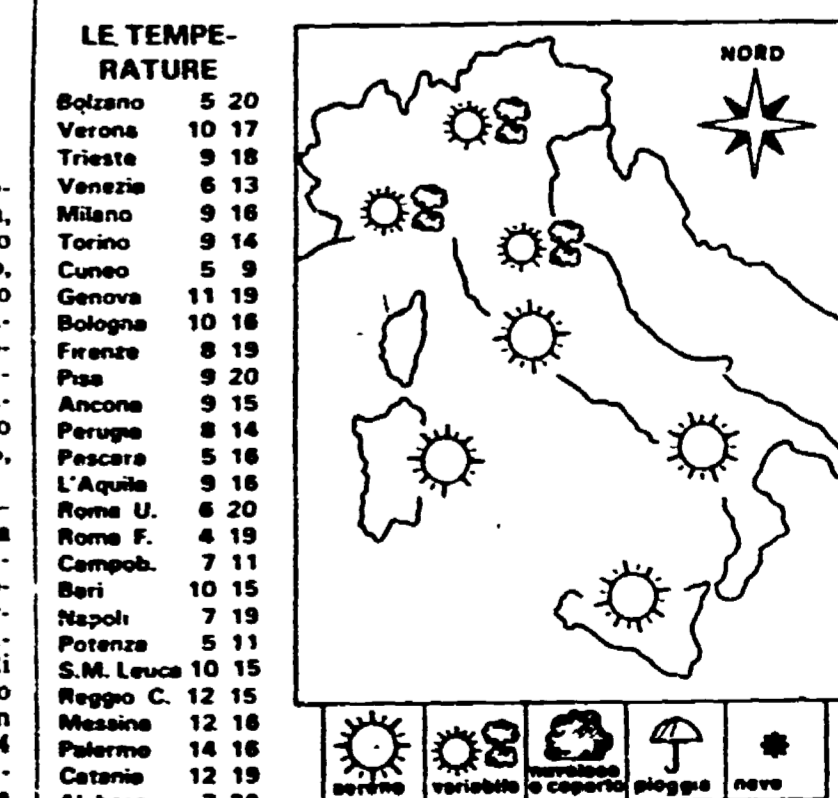 LE TEMPE-
RATURE
Bolzano 5 20
Verona 10 17
Trieste 9 18
Venezia 6 13
Milano 9 16
Torino 9 14
Cuneo 5 9
Genova 11 19
Bologna 10 16
Firenze 8 19
Pisa 9 20
Ancona 9 15
Perugia 8 14
Pescara 5 16
L'Aquila 9 16
Roma U. 6 20
Roma F. 4 19
Campob. 7 11
Bari 10 15
Napoli 7 19
Potenza 5 11
S.M. Leuca 10 15
Reggio C. 12 15
Messina 12 16
Palermo 14 16
Catania 12 19
NORD
sereno
variabile
nuvoloso
o coperto
pioggia
neve